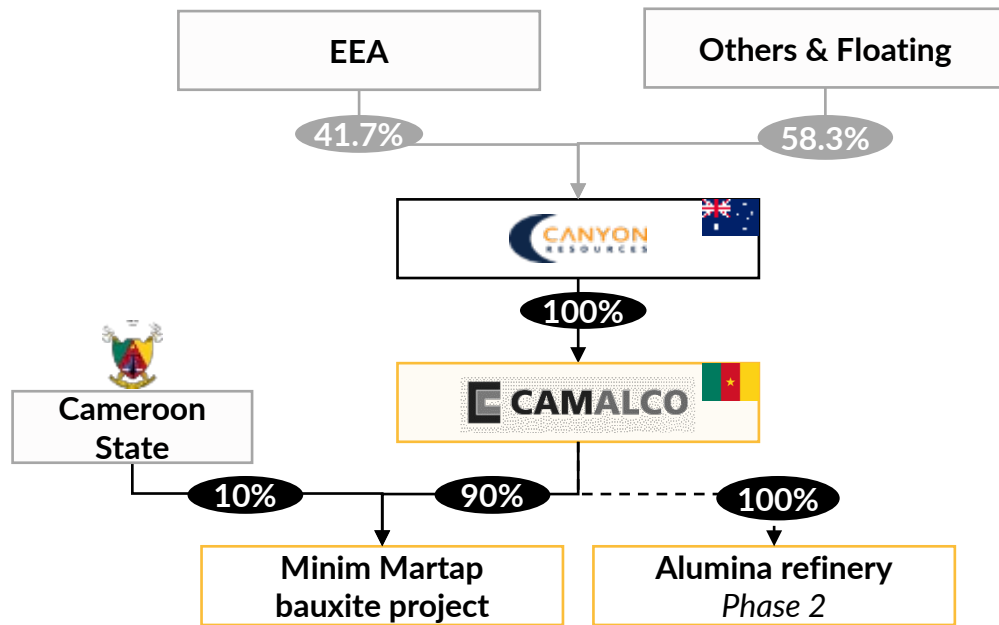 EEA
Others & Floating
41.7%
58.3%
CANYON
RESOURCES
100%
CAMALCO
Cameroon
State
10%
90%
100%
Minim Martap
bauxite project
Alumina refinery
Phase 2